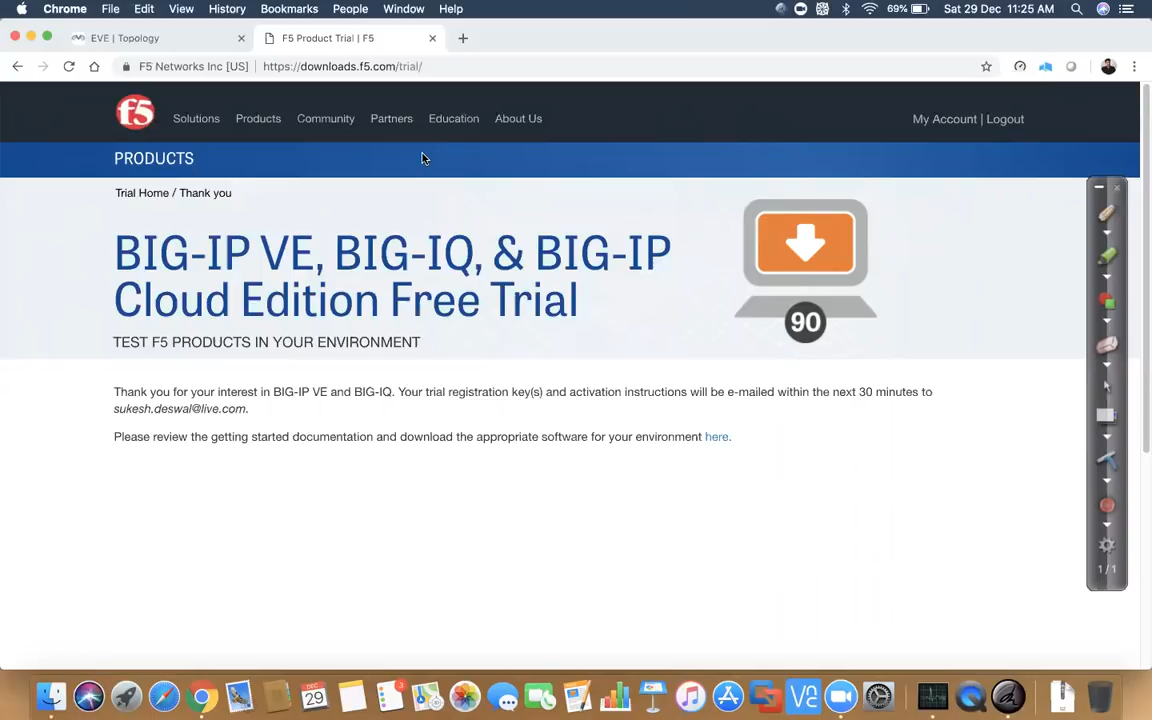 Chrome File Edit View History Bookmarks People Window Help 69% Sat 29 Dec 11:25 AM
EVE | Topology F5 Product Trial | F5
F5 Networks Inc [US] https://downloads.f5.com/trial/
f5 Solutions Products Community Partners Education About Us My Account | Logout
PRODUCTS
Trial Home / Thank you
BIG-IP VE, BIG-IQ, & BIG-IP
Cloud Edition Free Trial
90
TEST F5 PRODUCTS IN YOUR ENVIRONMENT
Thank you for your interest in BIG-IP VE and BIG-IQ. Your trial registration key(s) and activation instructions will be e-mailed within the next 30 minutes to
sukesh.deswal@live.com.
Please review the getting started documentation and download the appropriate software for your environment here.
1/1
DEC
29
3